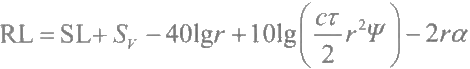 RL = SL + S_V − 40lgr + 10lg(cτ/2 r²Ψ) − 2rα